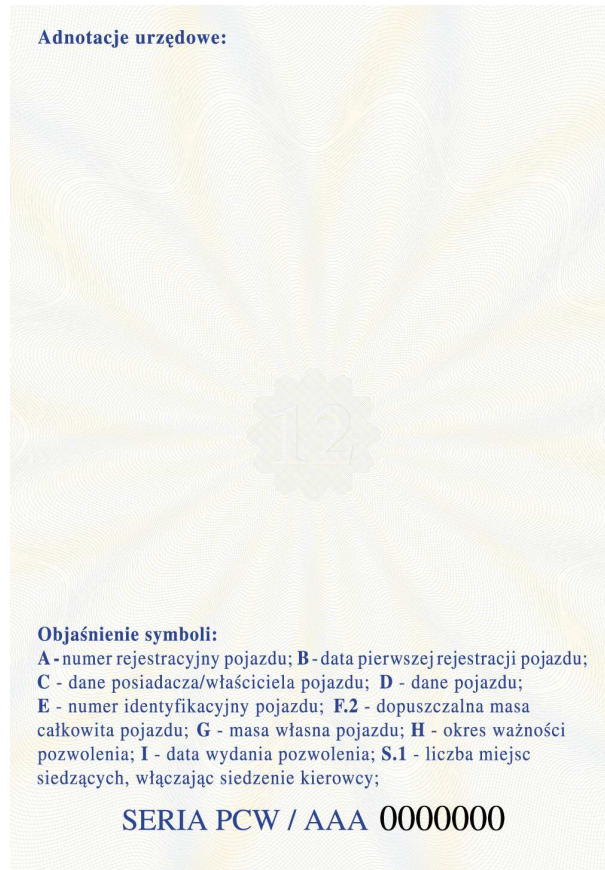 Adnotacje urzędowe:
12
Objaśnienie symboli:
A - numer rejestracyjny pojazdu; B - data pierwszej rejestracji pojazdu;
C - dane posiadacza/właściciela pojazdu; D - dane pojazdu;
E - numer identyfikacyjny pojazdu; F.2 - dopuszczalna masa
całkowita pojazdu; G - masa własna pojazdu; H - okres ważności
pozwolenia; I - data wydania pozwolenia; S.1 - liczba miejsc
siedzących, włączając siedzenie kierowcy;
SERIA PCW / AAA 0000000